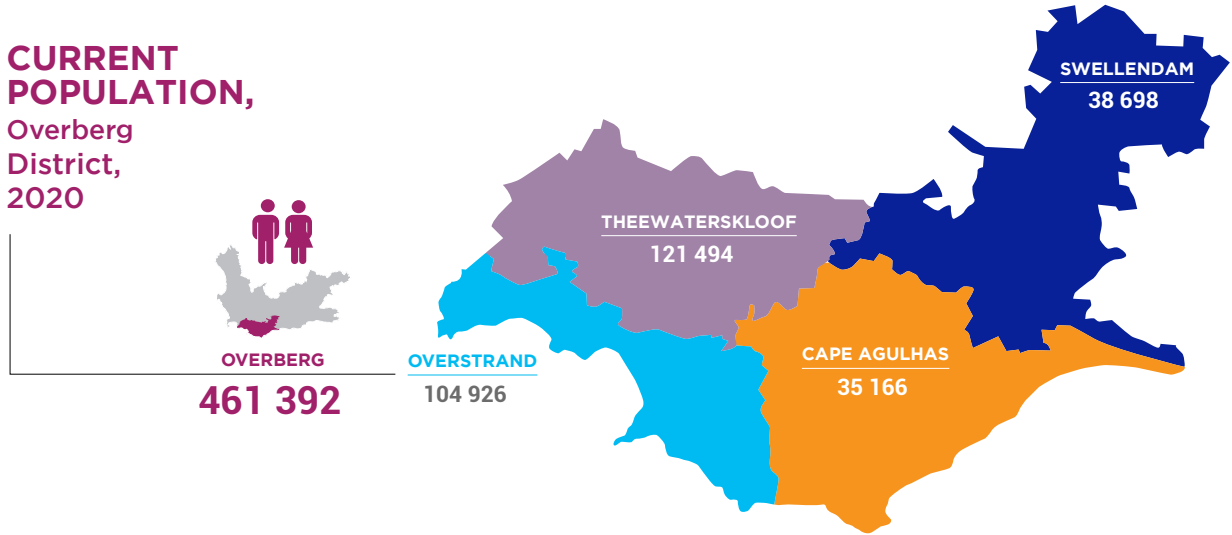 CURRENT
POPULATION,
Overberg
District,
2020
OVERBERG
461 392
OVERSTRAND
104 926
THEEWATERSKLOOF
121 494
CAPE AGULHAS
35 166
SWELLENDAM
38 698